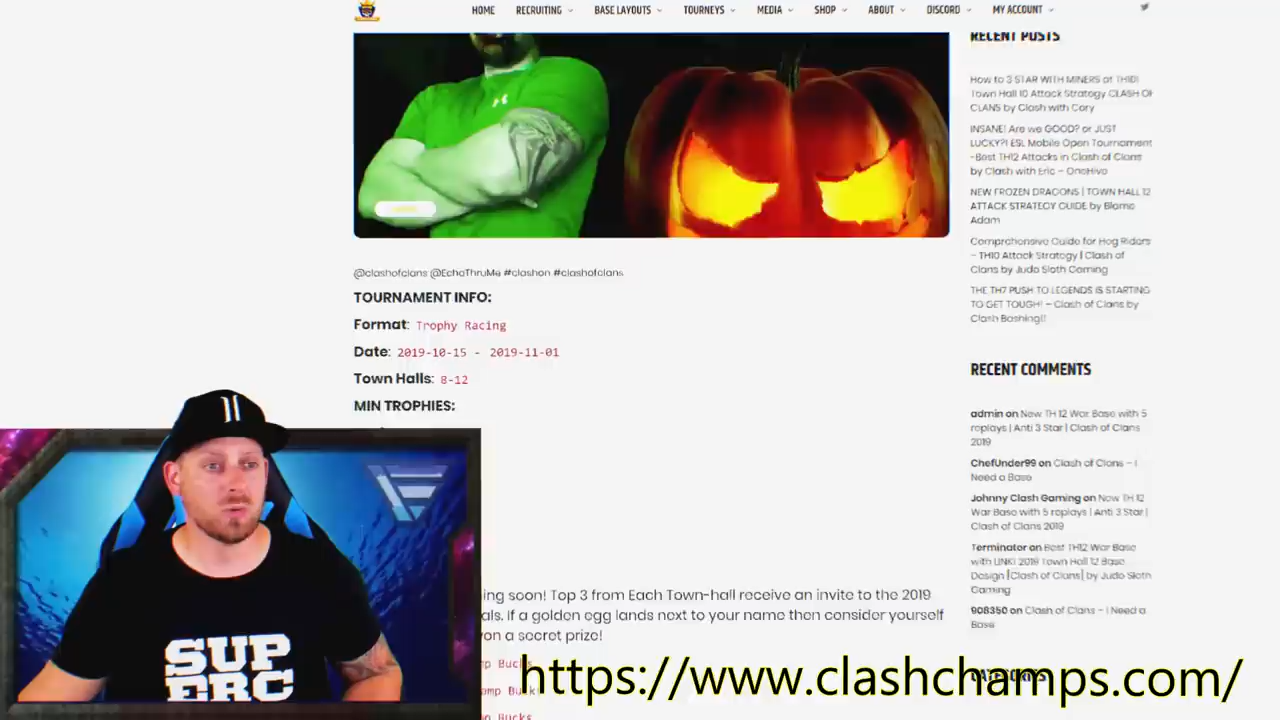 HOME RECRUITING BASE LAYOUTS TOURNEYS MEDIA SHOP ABOUT DISCORD MY ACCOUNT
@clashofclans @EchoThruMe #clashon #clashofclans
TOURNAMENT INFO:
Format: Trophy Racing
Date: 2019-10-15 - 2019-11-01
Town Halls: 8-12
MIN TROPHIES:
ing soon! Top 3 from Each Town-hall receive an invite to the 2019
als. If a golden egg lands next to your name then consider yourself
won a secret prize!
mp Bucks
amp Bucks
mp Bucks
RECENT POSTS
How to 3 STAR WITH MINERS at TH10!
Town Hall 10 Attack Strategy CLASH OF
CLANS by Clash with Cory
INSANE! Are we GOOD? or JUST
LUCKY?! ESL Mobile Open Tournament
-Best TH12 Attacks in Clash of Clans
by Clash with Eric – OneHive
NEW FROZEN DRAGONS | TOWN HALL 12
ATTACK STRATEGY GUIDE by Blame
Adam
Comprehensive Guide for Hog Riders
– TH10 Attack Strategy | Clash of
Clans by Judo Sloth Gaming
THE TH7 PUSH TO LEGENDS IS STARTING
TO GET TOUGH! – Clash of Clans by
Clash Bashing!!
RECENT COMMENTS
admin on New TH 12 War Base with 5
replays | Anti 3 Star | Clash of Clans
2019
ChefUnder99 on Clash of Clans – I
Need a Base
Johnny Clash Gaming on New TH 12
War Base with 5 replays | Anti 3 Star |
Clash of Clans 2019
Terminator on Best TH12 War Base
with LINK! 2019 Town Hall 12 Base
Design |Clash of Clans| by Judo Sloth
Gaming
908350 on Clash of Clans – I Need a
Base
CATEGORIES
SUP
ERC
https://www.clashchamps.com/